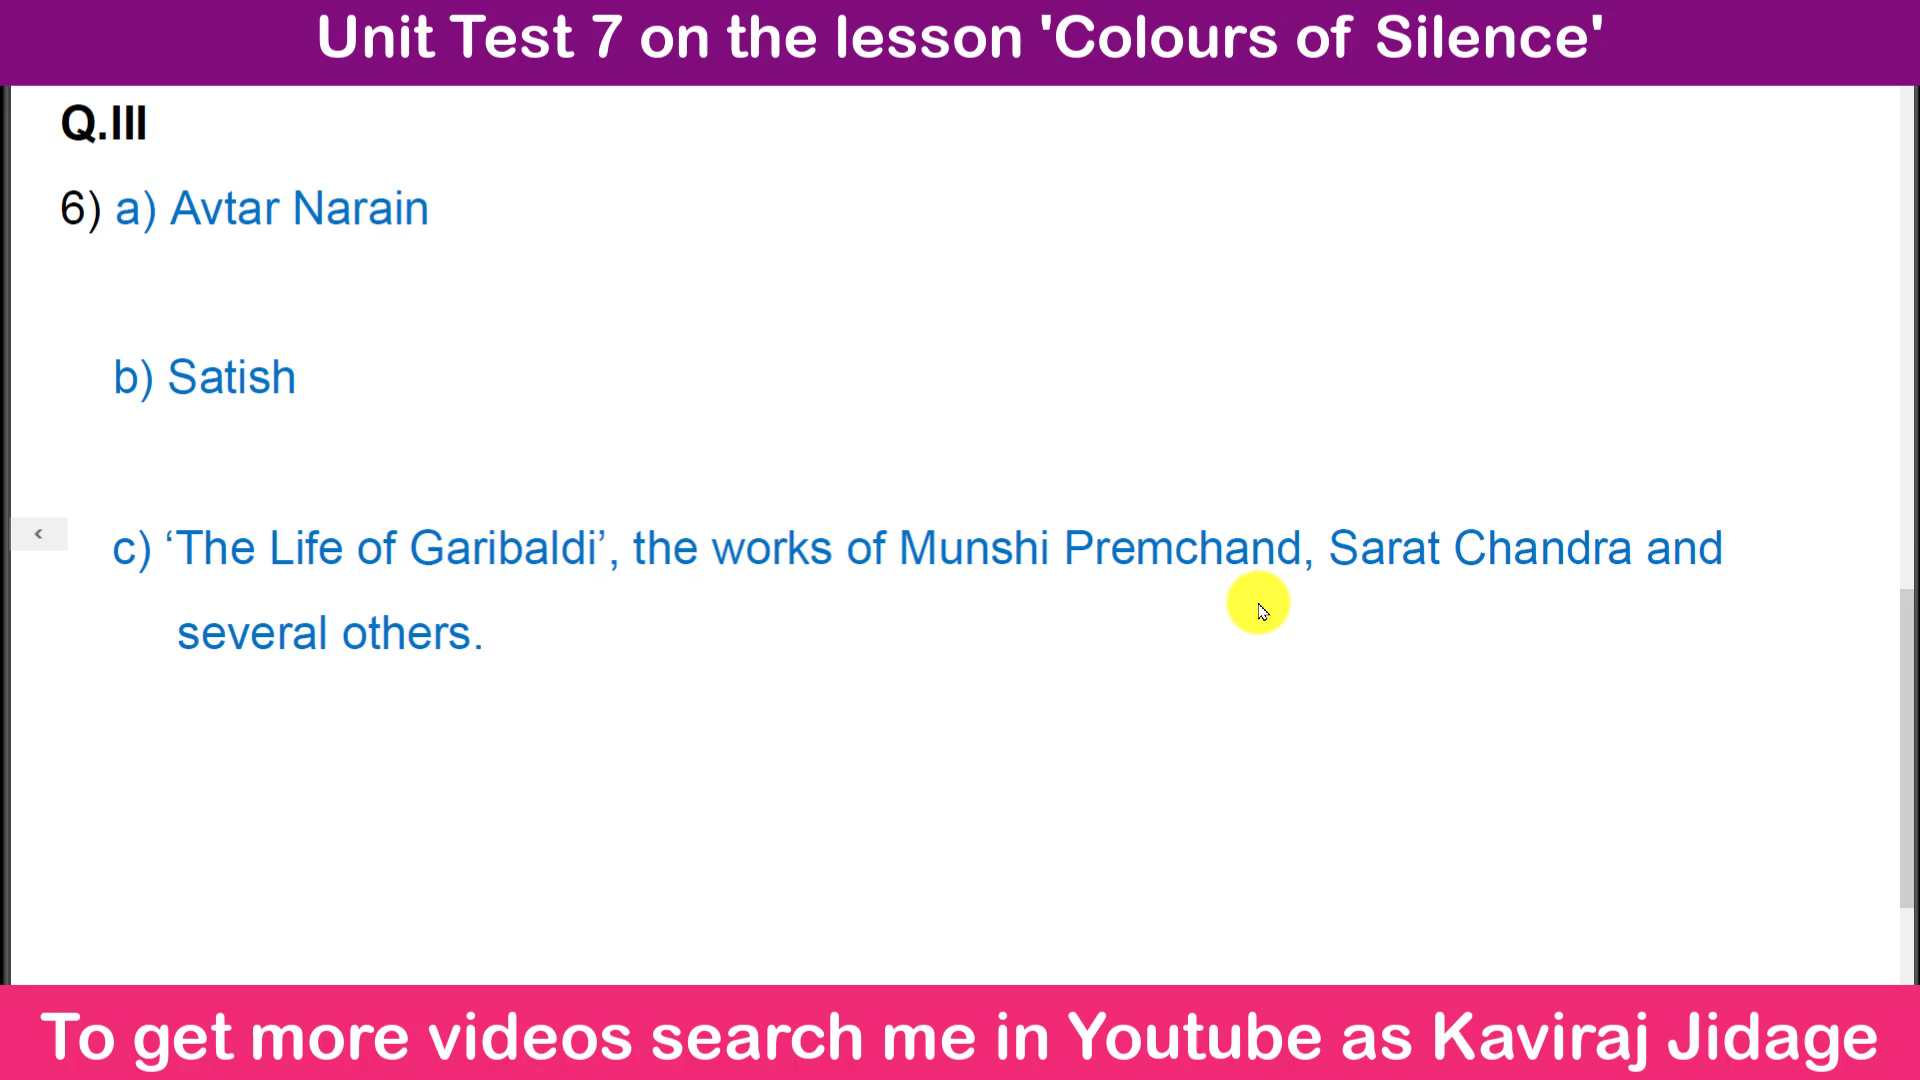 Unit Test 7 on the lesson 'Colours of Silence'
Q.III
6) a) Avtar Narain
b) Satish
c) ‘The Life of Garibaldi’, the works of Munshi Premchand, Sarat Chandra and
several others.
To get more videos search me in Youtube as Kaviraj Jidage